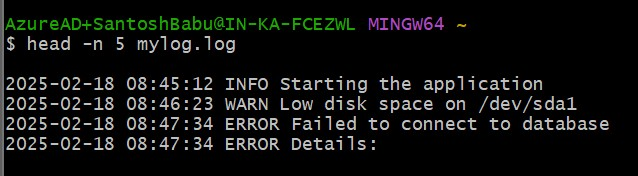 AzureAD+SantoshBabu@IN-KA-FCEZWL MINGW64 ~
$ head -n 5 mylog.log
2025-02-18 08:45:12 INFO Starting the application
2025-02-18 08:46:23 WARN Low disk space on /dev/sda1
2025-02-18 08:47:34 ERROR Failed to connect to database
2025-02-18 08:47:34 ERROR Details: